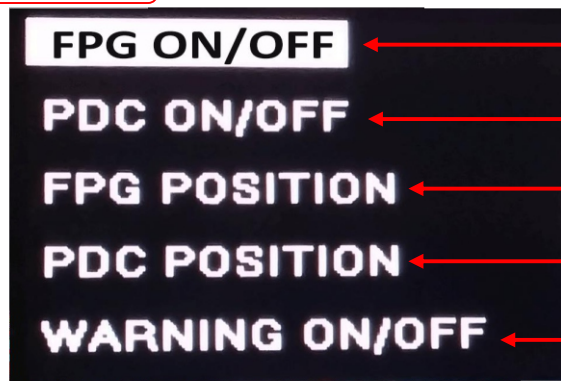 FPG ON/OFF
PDC ON/OFF
FPG POSITION
PDC POSITION
WARNING ON/OFF